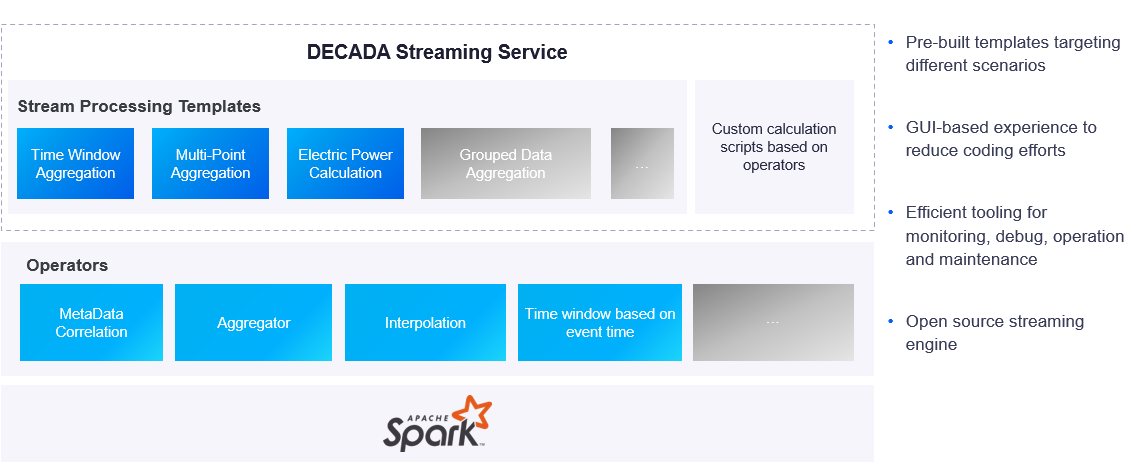 DECADA Streaming Service
Stream Processing Templates
Time Window
Aggregation
Multi-Point
Aggregation
Electric Power
Calculation
Grouped Data
Aggregation
...
Custom calculation
scripts based on
operators
Operators
MetaData
Correlation
Aggregator
Interpolation
Time window based on
event time
...
APACHE
Spark™
• Pre-built templates targeting
different scenarios
• GUI-based experience to
reduce coding efforts
• Efficient tooling for
monitoring, debug, operation
and maintenance
• Open source streaming
engine